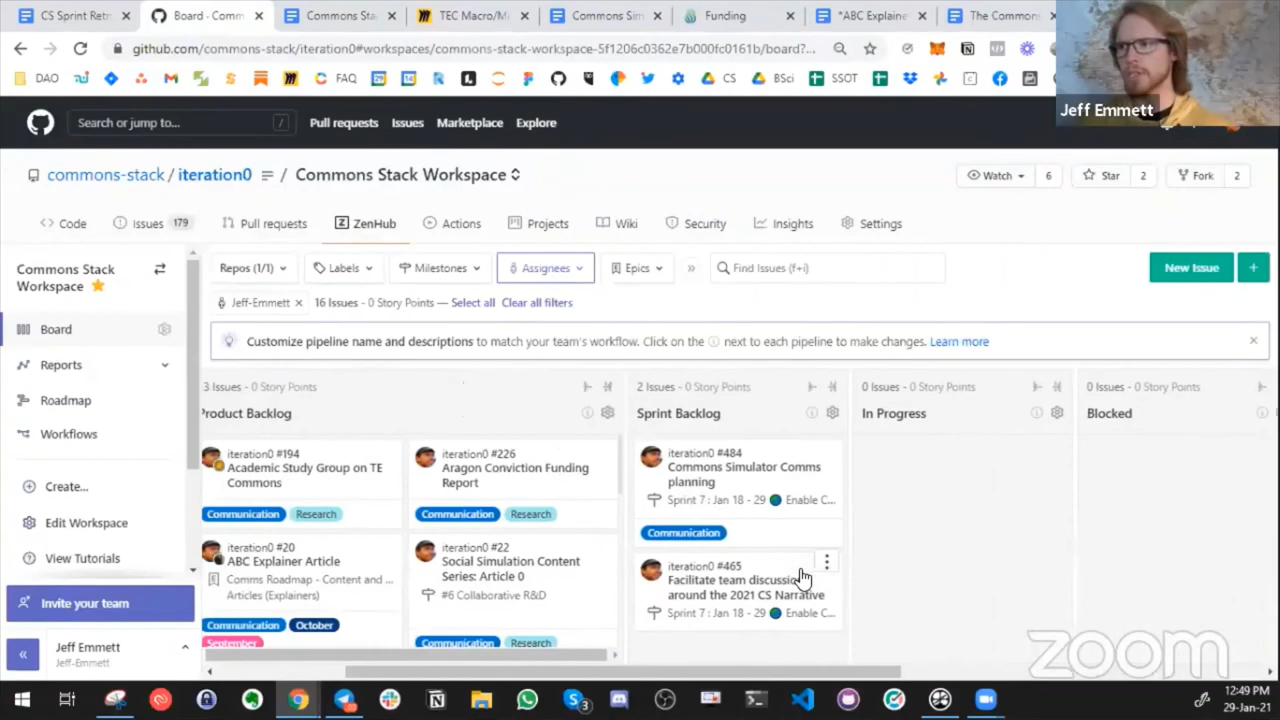 CS Sprint Retr
Board - Comm
Commons Sta
TEC Macro/M
Commons Sim
Funding
*ABC Explaine
The Commons
github.com/commons-stack/iteration0#workspaces/commons-stack-workspace-5f1206c0362e7b000fc0161b/board?...
DAO
FAQ
CS
BSci
SSOT
Jeff Emmett
Search or jump to...
/
Pull requests
Issues
Marketplace
Explore
commons-stack / iteration0 / Commons Stack Workspace
Watch 6
Star 2
Fork 2
Code
Issues 179
Pull requests
ZenHub
Actions
Projects
Wiki
Security
Insights
Settings
Commons Stack
Workspace
Repos (1/1)
Labels
Milestones
Assignees
Epics
Find Issues (f+i)
New Issue
Jeff-Emmett
16 Issues - 0 Story Points — Select all Clear all filters
Board
Reports
Roadmap
Workflows
Create...
Edit Workspace
View Tutorials
Invite your team
Jeff Emmett
Jeff-Emmett
Customize pipeline name and descriptions to match your team's workflow. Click on the ⓘ next to each pipeline to make changes. Learn more
3 Issues - 0 Story Points
Product Backlog
iteration0 #194
Academic Study Group on TE
Commons
Communication
Research
iteration0 #20
ABC Explainer Article
Comms Roadmap - Content and ...
Articles (Explainers)
Communication
October
September
iteration0 #226
Aragon Conviction Funding
Report
Communication
Research
iteration0 #22
Social Simulation Content
Series: Article 0
#6 Collaborative R&D
Communication
Research
2 Issues - 0 Story Points
Sprint Backlog
iteration0 #484
Commons Simulator Comms
planning
Sprint 7 : Jan 18 - 29 Enable C...
Communication
iteration0 #465
Facilitate team discussio
around the 2021 CS Narrative
Sprint 7 : Jan 18 - 29 Enable C...
0 Issues - 0 Story Points
In Progress
0 Issues - 0 Story Points
Blocked
zoom
12:49 PM
29-Jan-21